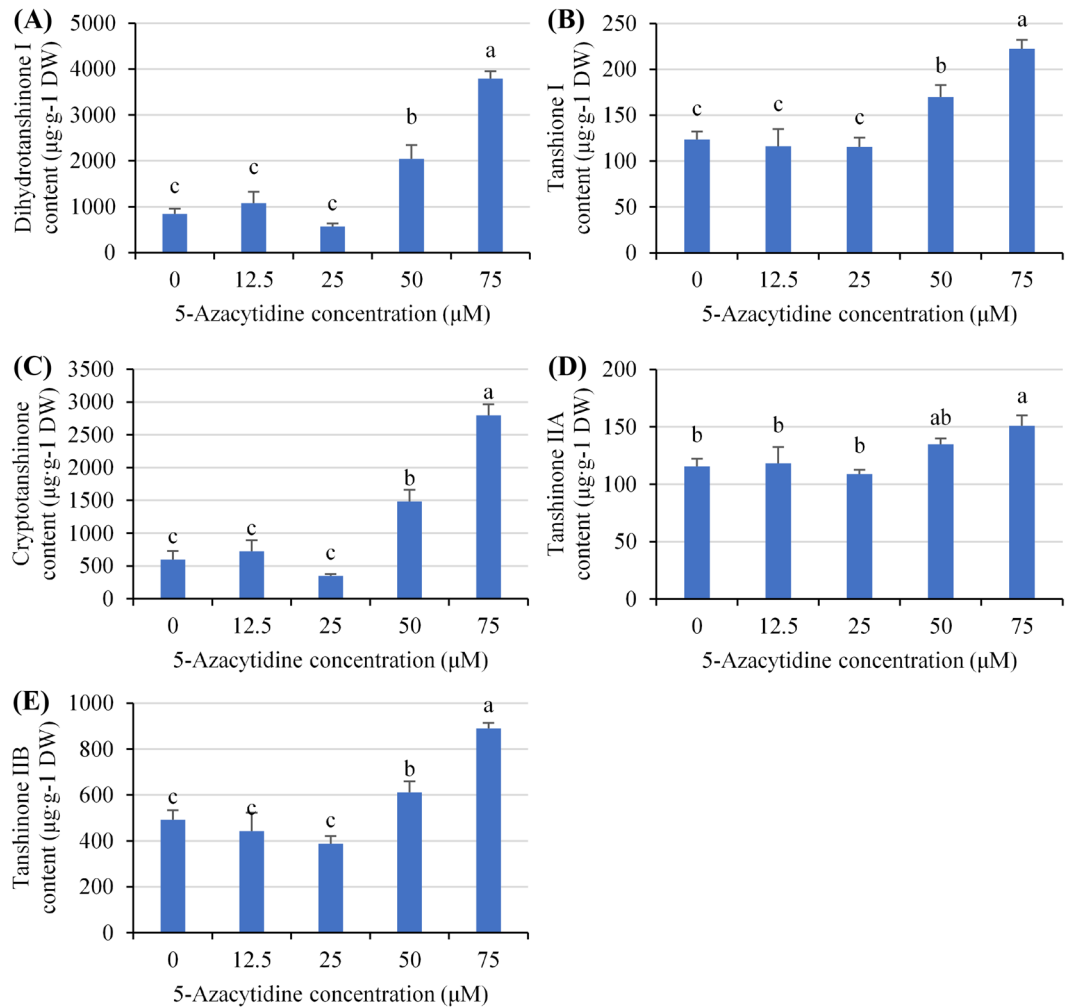 (A)
Dihydrotanshinone I
content (μg·g-1 DW)
5000
4000
3000
2000
1000
0
c
c
c
b
a
0 12.5 25 50 75
5-Azacytidine concentration (μM)
(B)
Tanshione I
content (μg·g-1 DW)
250
200
150
100
50
0
c
c
c
b
a
0 12.5 25 50 75
5-Azacytidine concentration (μM)
(C)
Cryptotanshinone
content (μg·g-1 DW)
3500
3000
2500
2000
1500
1000
500
0
c
c
c
b
a
0 12.5 25 50 75
5-Azacytidine concentration (μM)
(D)
Tanshinone IIA
content (μg·g-1 DW)
200
150
100
50
0
b
b
b
ab
a
0 12.5 25 50 75
5-Azacytidine concentration (μM)
(E)
Tanshinone IIB
content (μg·g-1 DW)
1000
800
600
400
200
0
c
c
c
b
a
0 12.5 25 50 75
5-Azacytidine concentration (μM)